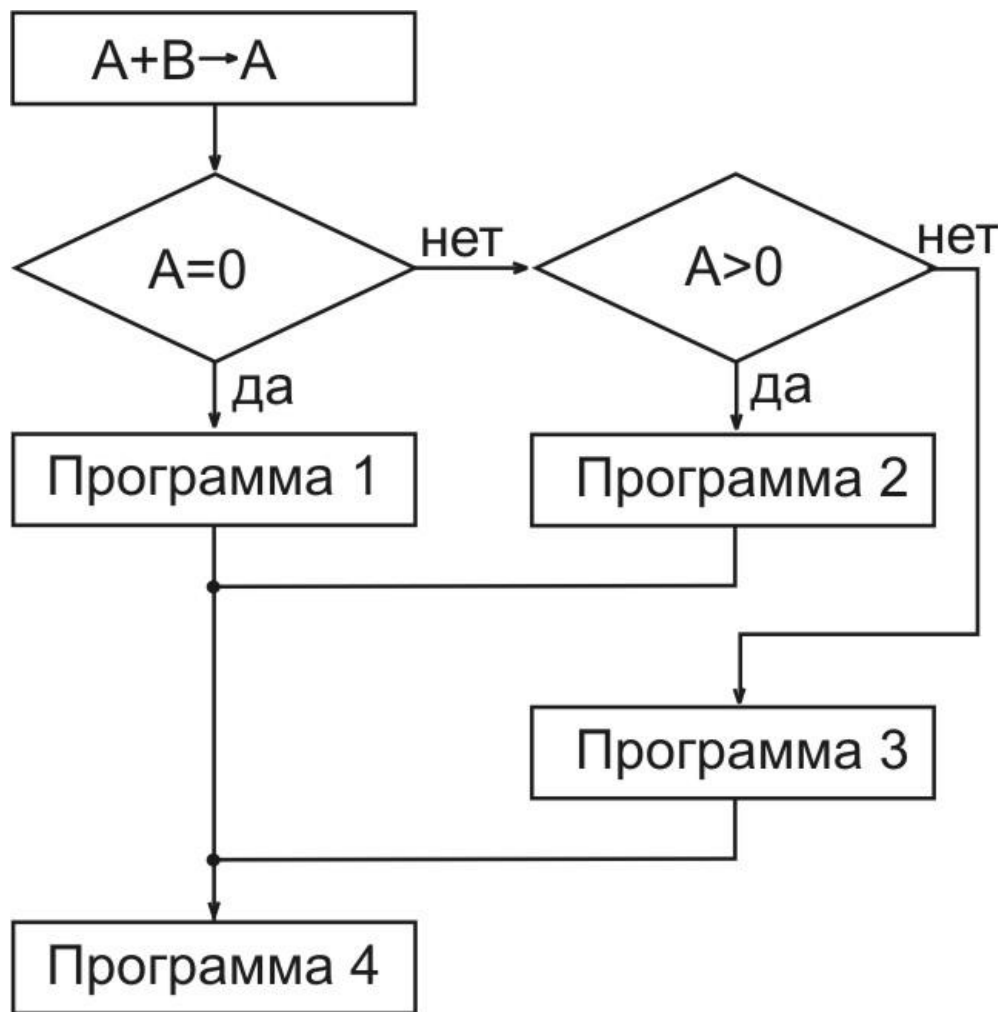 А+В→А
А=0
нет
А>0
нет
да
да
Программа 1
Программа 2
Программа 3
Программа 4